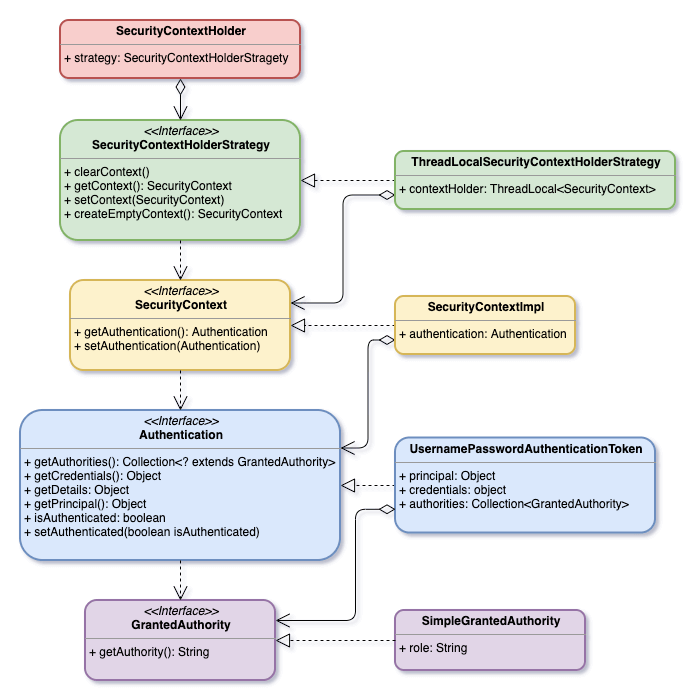 SecurityContextHolder
+ strategy: SecurityContextHolderStragety
<<Interface>>
SecurityContextHolderStrategy
+ clearContext()
+ getContext(): SecurityContext
+ setContext(SecurityContext)
+ createEmptyContext(): SecurityContext
ThreadLocalSecurityContextHolderStrategy
+ contextHolder: ThreadLocal<SecurityContext>
<<Interface>>
SecurityContext
+ getAuthentication(): Authentication
+ setAuthentication(Authentication)
SecurityContextImpl
+ authentication: Authentication
<<Interface>>
Authentication
+ getAuthorities(): Collection<? extends GrantedAuthority>
+ getCredentials(): Object
+ getDetails: Object
+ getPrincipal(): Object
+ isAuthenticated: boolean
+ setAuthenticated(boolean isAuthenticated)
UsernamePasswordAuthenticationToken
+ principal: Object
+ credentials: object
+ authorities: Collection<GrantedAuthority>
<<Interface>>
GrantedAuthority
+ getAuthority(): String
SimpleGrantedAuthority
+ role: String